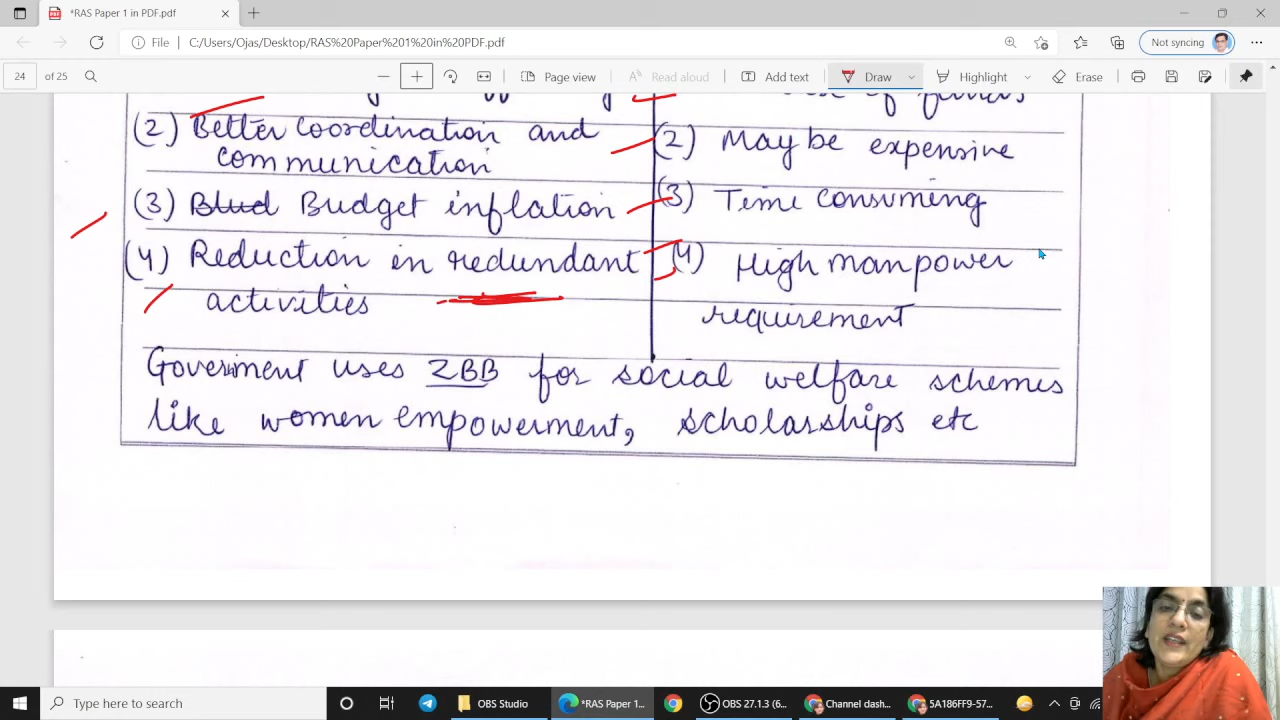 *RAS Paper 1 in PDF.pdf
File
C:/Users/Ojas/Desktop/RAS%20Paper%201%20in%20PDF.pdf
Not syncing
24 of 25
Page view
Read aloud
Add text
Draw
Highlight
Erase
of funds
(2) Better coordination and
communication
(3) Blud Budget inflation
(4) Reduction in redundant
activities
(2) May be expensive
(3) Time consuming
(4) High manpower
requirement
Government uses ZBB for social welfare schemes
like women empowerment, scholarships etc
Type here to search
OBS Studio
*RAS Paper 1...
OBS 27.1.3 (6...
Channel dash...
5A186FF9-57...